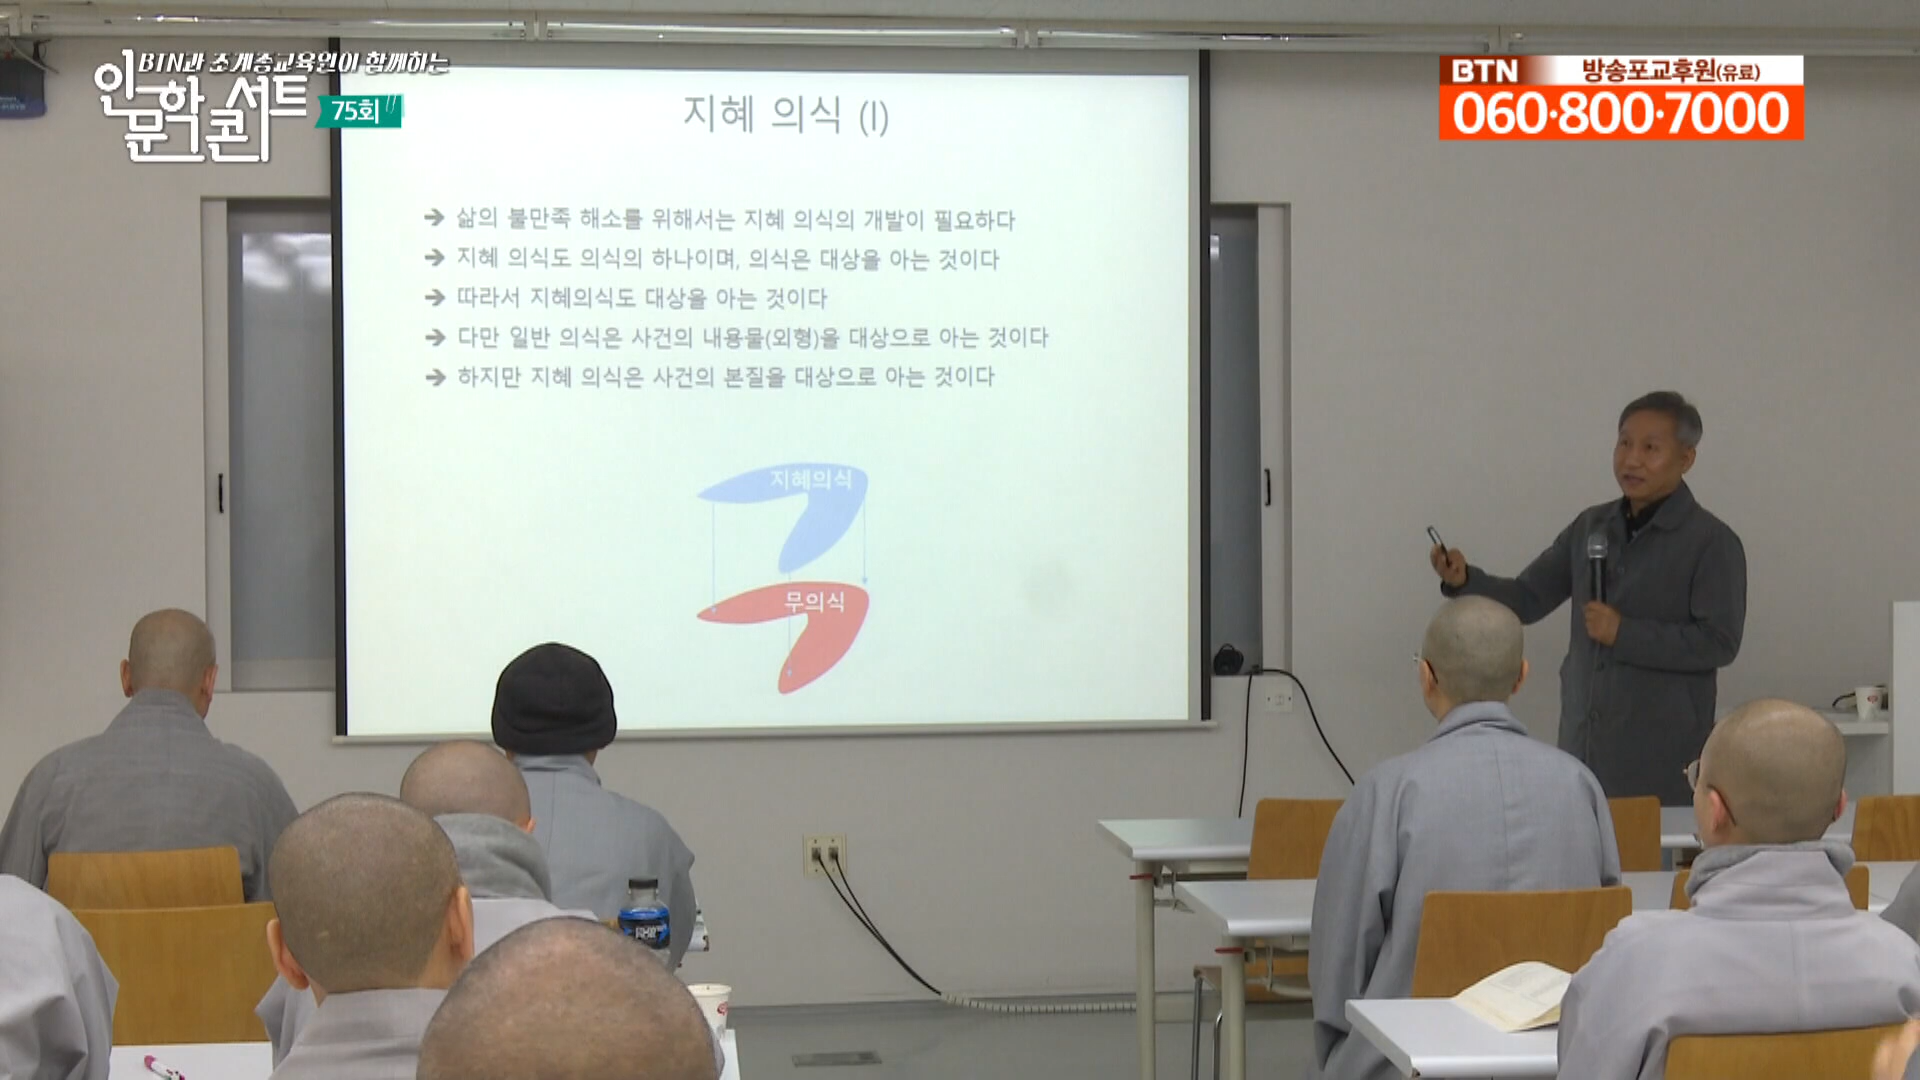 BTN과 조계종교육원이 함께하는
인문학콘서트
75회
BTN 방송포교후원(유료)
060·800·7000
지혜 의식 (I)
➔ 삶의 불만족 해소를 위해서는 지혜 의식의 개발이 필요하다
➔ 지혜 의식도 의식의 하나이며, 의식은 대상을 아는 것이다
➔ 따라서 지혜의식도 대상을 아는 것이다
➔ 다만 일반 의식은 사건의 내용물(외형)을 대상으로 아는 것이다
➔ 하지만 지혜 의식은 사건의 본질을 대상으로 아는 것이다
지혜의식
무의식